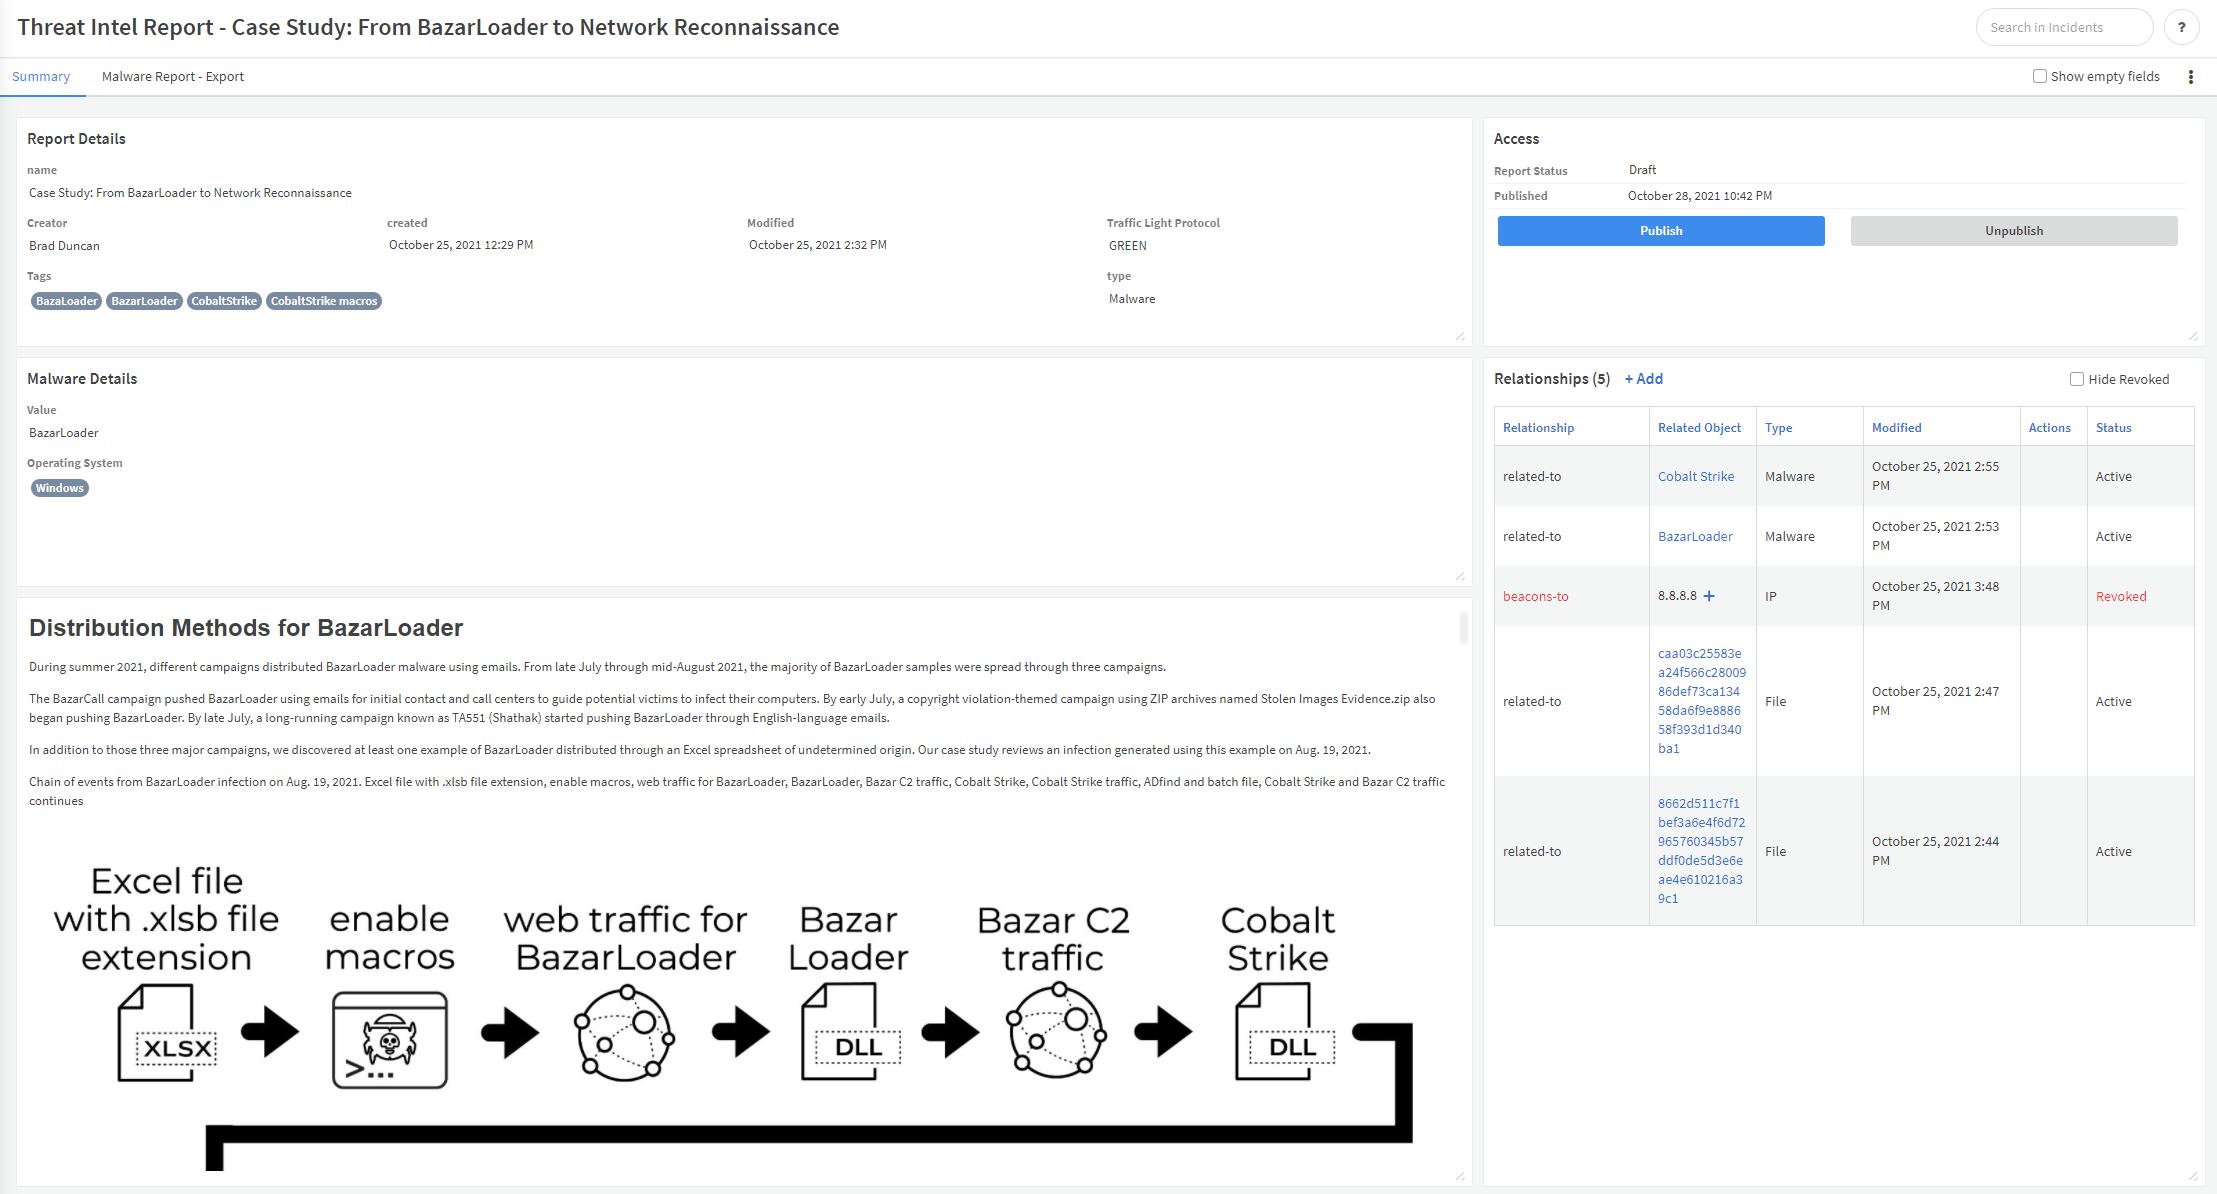 Threat Intel Report - Case Study: From BazarLoader to Network Reconnaissance
Search in Incidents
?
Summary
Malware Report - Export
Show empty fields
Report Details
name
Case Study: From BazarLoader to Network Reconnaissance
Creator
created
Modified
Traffic Light Protocol
Brad Duncan
October 25, 2021 12:29 PM
October 25, 2021 2:32 PM
GREEN
Tags
type
BazaLoader
BazarLoader
CobaltStrike
CobaltStrike macros
Malware
Access
Report Status
Draft
Published
October 28, 2021 10:42 PM
Publish
Unpublish
Malware Details
Value
BazarLoader
Operating System
Windows
Relationships (5)
+ Add
Hide Revoked
Relationship
Related Object
Type
Modified
Actions
Status
related-to
Cobalt Strike
Malware
October 25, 2021 2:55
PM
Active
related-to
BazarLoader
Malware
October 25, 2021 2:53
PM
Active
beacons-to
8.8.8.8 +
IP
October 25, 2021 3:48
PM
Revoked
related-to
caa03c25583e
a24f566c28009
86def73ca134
58da6f9e8886
58f393d1d340
ba1
File
October 25, 2021 2:47
PM
Active
related-to
8662d511c7f1
bef3a6e4f6d72
965760345b57
ddf0de5d3e6e
ae4e610216a3
9c1
File
October 25, 2021 2:44
PM
Active
Distribution Methods for BazarLoader
During summer 2021, different campaigns distributed BazarLoader malware using emails. From late July through mid-August 2021, the majority of BazarLoader samples were spread through three campaigns.
The BazarCall campaign pushed BazarLoader using emails for initial contact and call centers to guide potential victims to infect their computers. By early July, a copyright violation-themed campaign using ZIP archives named Stolen Images Evidence.zip also
began pushing BazarLoader. By late July, a long-running campaign known as TA551 (Shathak) started pushing BazarLoader through English-language emails.
In addition to those three major campaigns, we discovered at least one example of BazarLoader distributed through an Excel spreadsheet of undetermined origin. Our case study reviews an infection generated using this example on Aug. 19, 2021.
Chain of events from BazarLoader infection on Aug. 19, 2021. Excel file with .xlsb file extension, enable macros, web traffic for BazarLoader, BazarLoader, Bazar C2 traffic, Cobalt Strike, Cobalt Strike traffic, ADfind and batch file, Cobalt Strike and Bazar C2 traffic
continues
Excel file
with .xlsb file
extension
enable
macros
web traffic for
BazarLoader
Bazar
Loader
Bazar C2
traffic
Cobalt
Strike
XLSX
>...
DLL
DLL